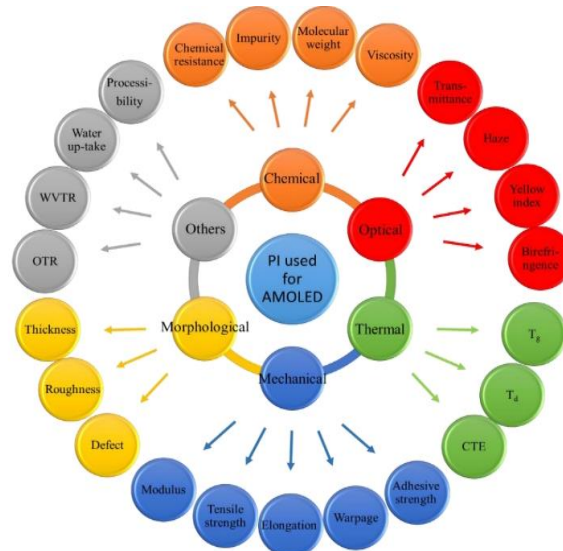 Chemical
resistance
Impurity
Molecular
weight
Viscosity
Trans-
mittance
Haze
Yellow
index
Birefri-
ngence
Processi-
bility
Water
up-take
WVTR
OTR
Chemical
Others
Optical
PI used
for
AMOLED
Morphological
Thermal
Mechanical
Thickness
Roughness
Defect
Tg
Td
CTE
Modulus
Tensile
strength
Elongation
Warpage
Adhesive
strength